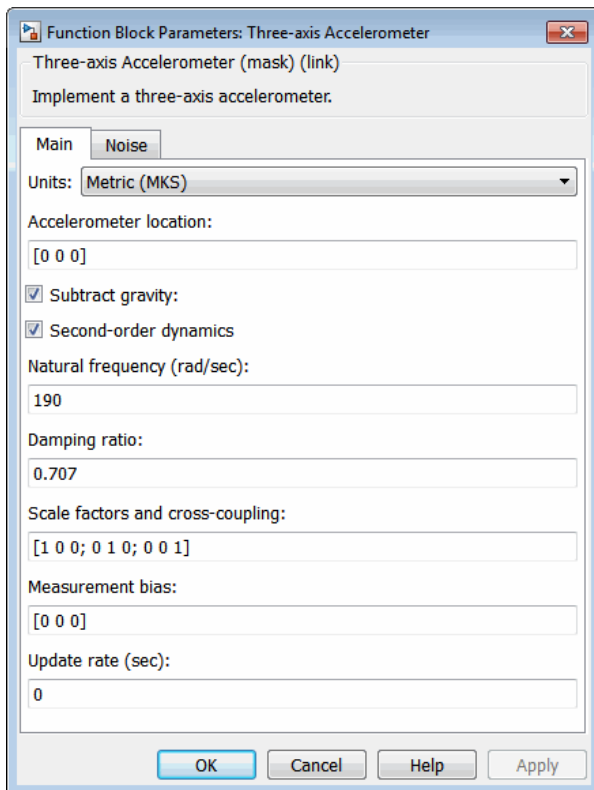 Function Block Parameters: Three-axis Accelerometer
Three-axis Accelerometer (mask) (link)
Implement a three-axis accelerometer.
Main Noise
Units: Metric (MKS)
Accelerometer location:
[0 0 0]
Subtract gravity:
Second-order dynamics
Natural frequency (rad/sec):
190
Damping ratio:
0.707
Scale factors and cross-coupling:
[1 0 0; 0 1 0; 0 0 1]
Measurement bias:
[0 0 0]
Update rate (sec):
0
OK Cancel Help Apply